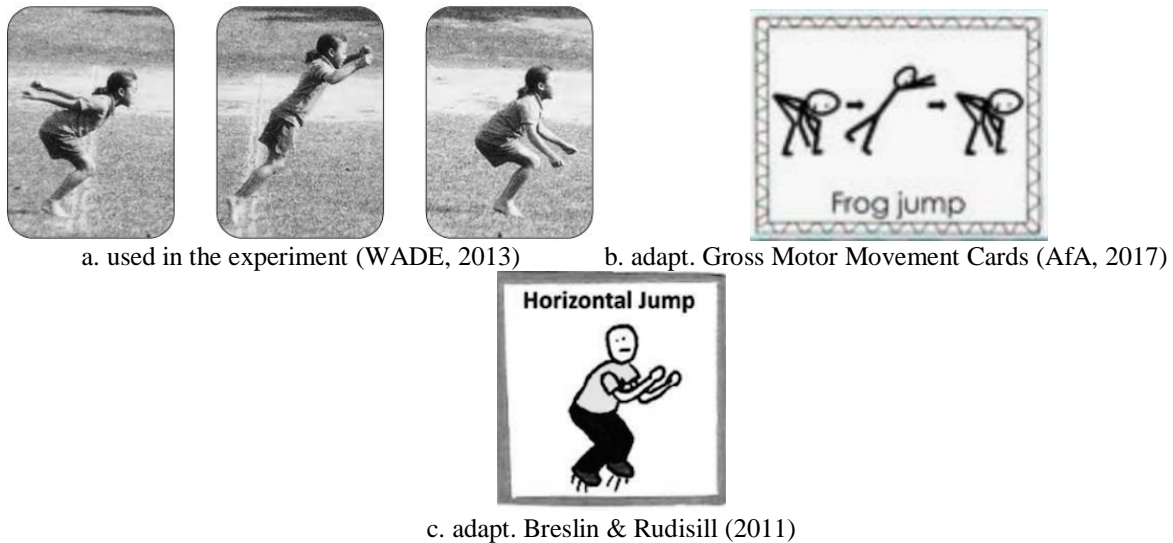 a. used in the experiment (WADE, 2013)
b. adapt. Gross Motor Movement Cards (AfA, 2017)
Frog jump
Horizontal Jump
c. adapt. Breslin & Rudisill (2011)